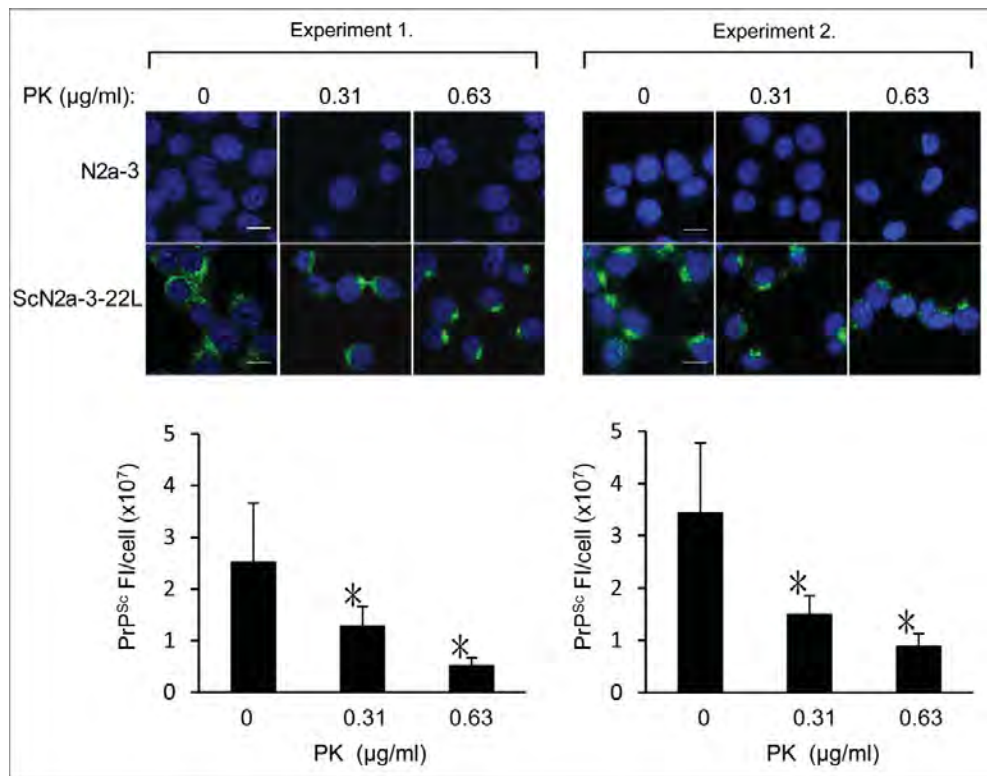 Experiment 1. Experiment 2.
PK (µg/ml): 0 0.31 0.63 0 0.31 0.63
N2a-3
ScN2a-3-22L
PrPSc FI/cell (x10⁷)
5
4
3
2
1
0
*
*
0 0.31 0.63
PK (µg/ml)
PrPSc FI/cell (x10⁷)
5
4
3
2
1
0
*
*
0 0.31 0.63
PK (µg/ml)